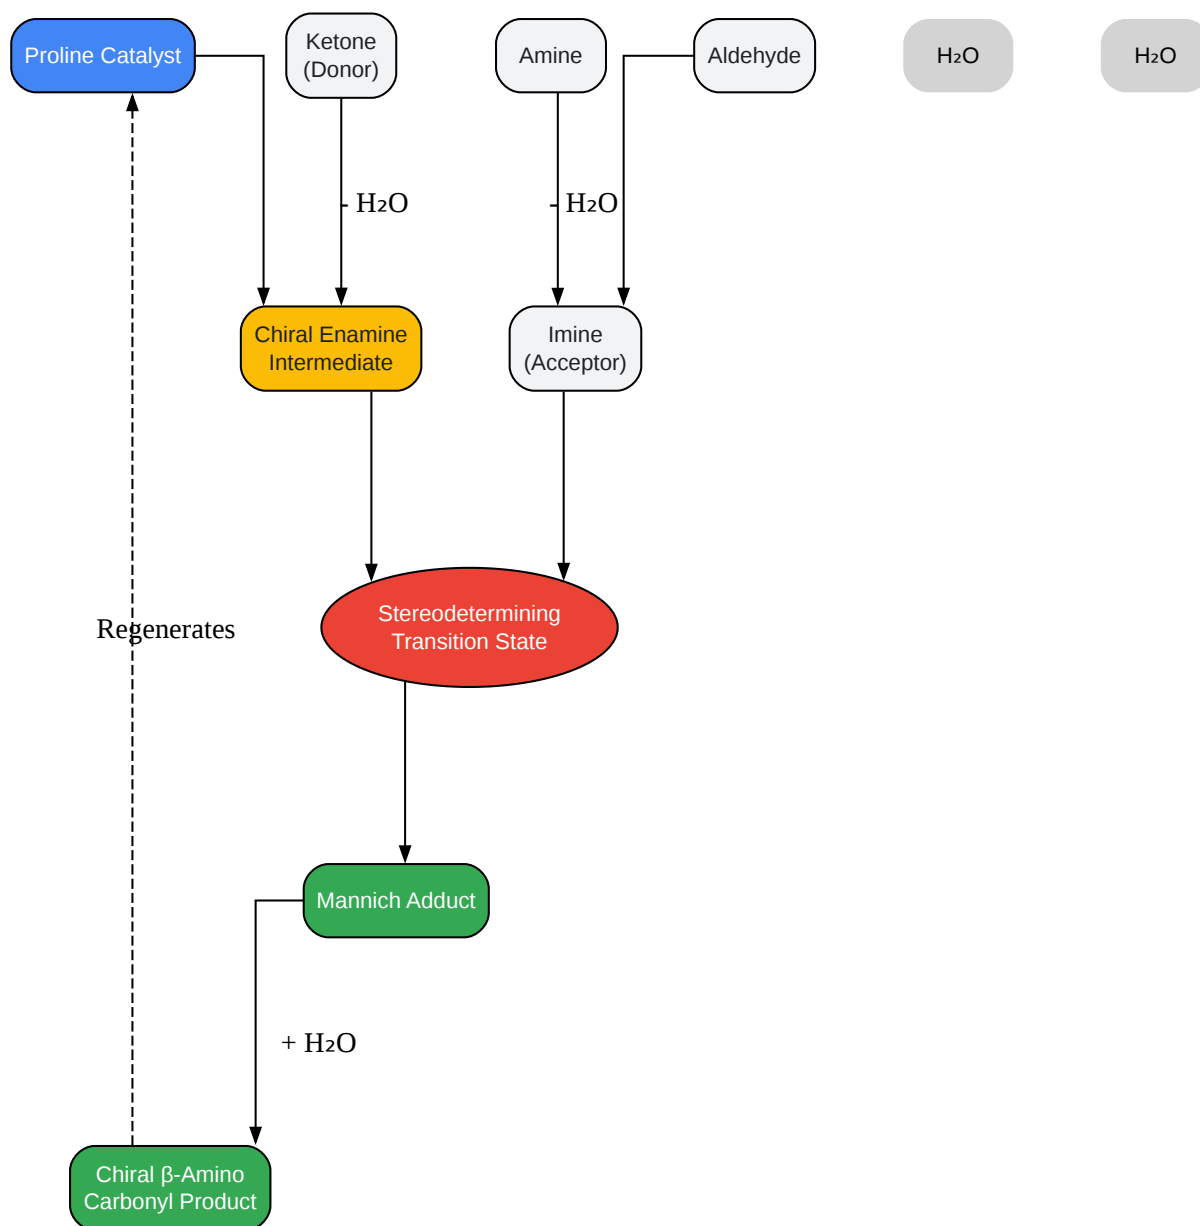 Proline Catalyst
Ketone
(Donor)
Amine
Aldehyde
H₂O
H₂O
- H₂O
- H₂O
Chiral Enamine
Intermediate
Imine
(Acceptor)
Stereodetermining
Transition State
Regenerates
Mannich Adduct
+ H₂O
Chiral β-Amino
Carbonyl Product